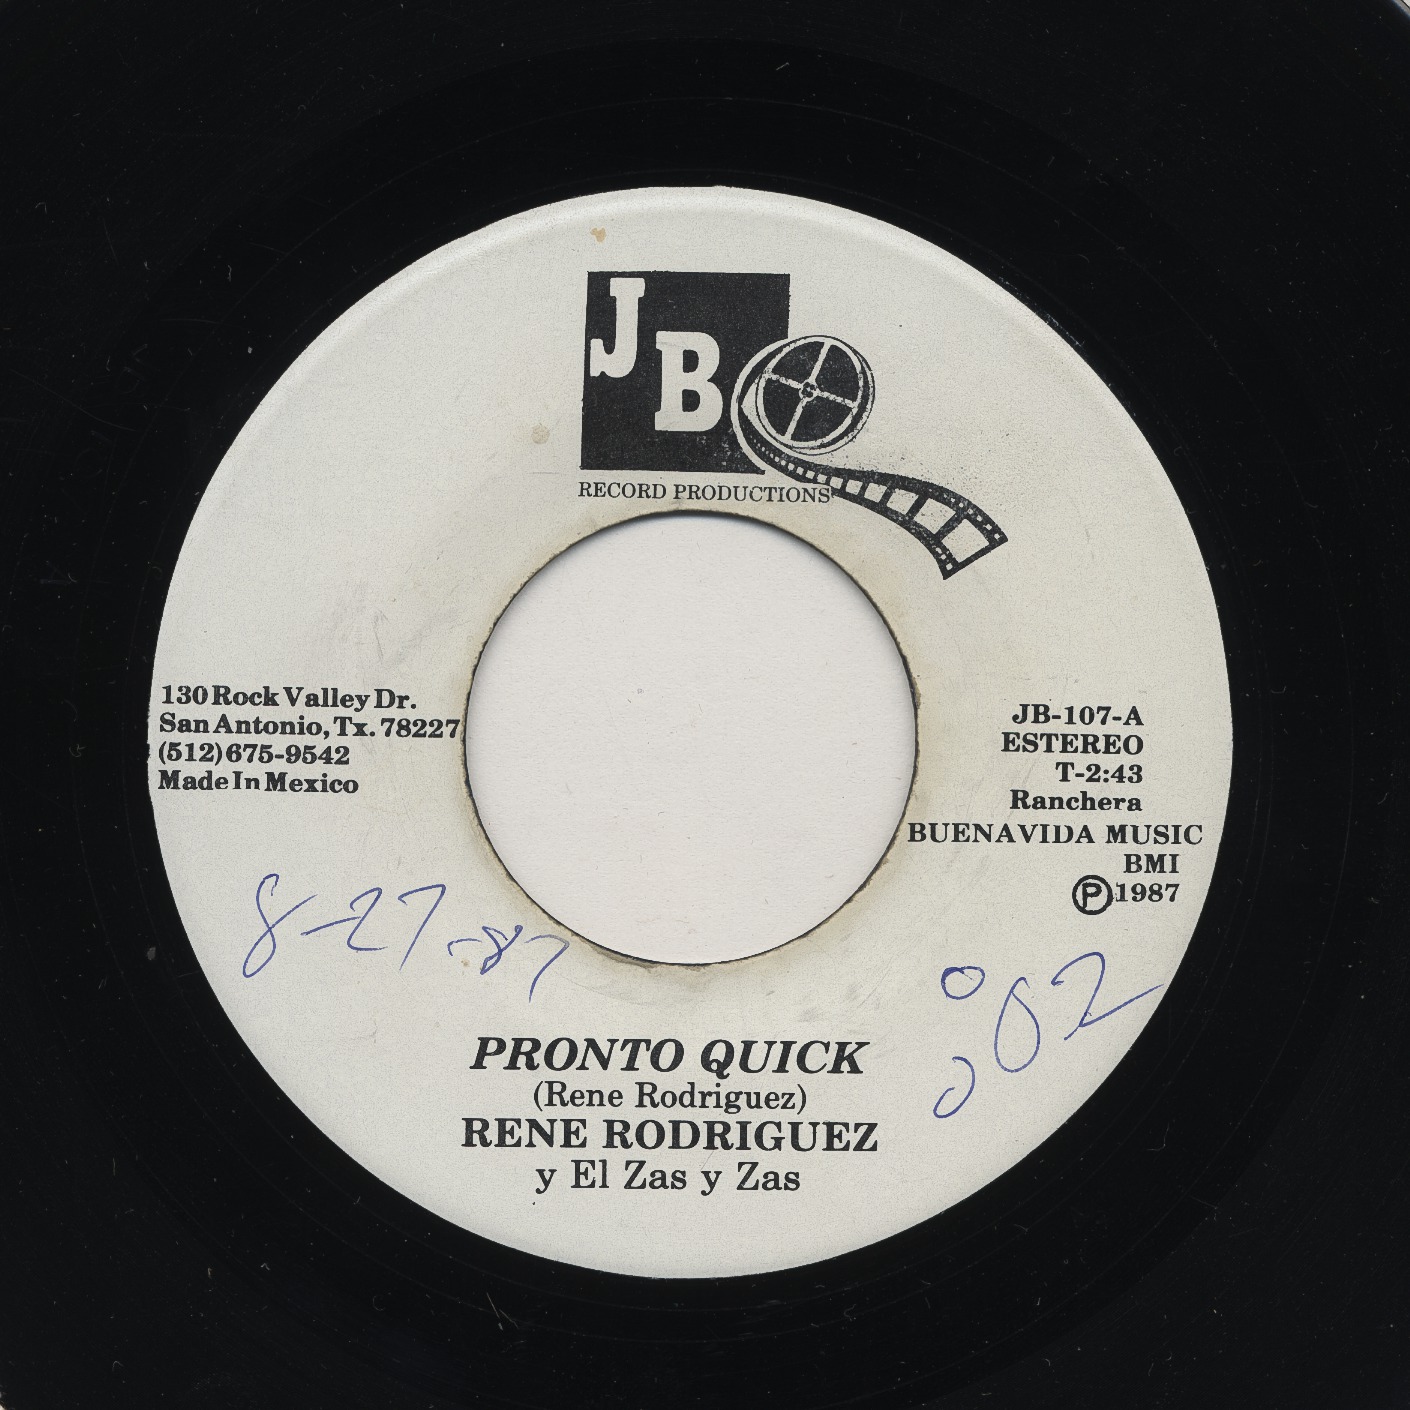 JB
RECORD PRODUCTIONS
130 Rock Valley Dr.
San Antonio, Tx. 78227
(512) 675-9542
Made In Mexico
JB-107-A
ESTEREO
T-2:43
Ranchera
BUENAVIDA MUSIC
BMI
Ⓟ 1987
8-27-87
:02
PRONTO QUICK
(Rene Rodriguez)
RENE RODRIGUEZ
y El Zas y Zas